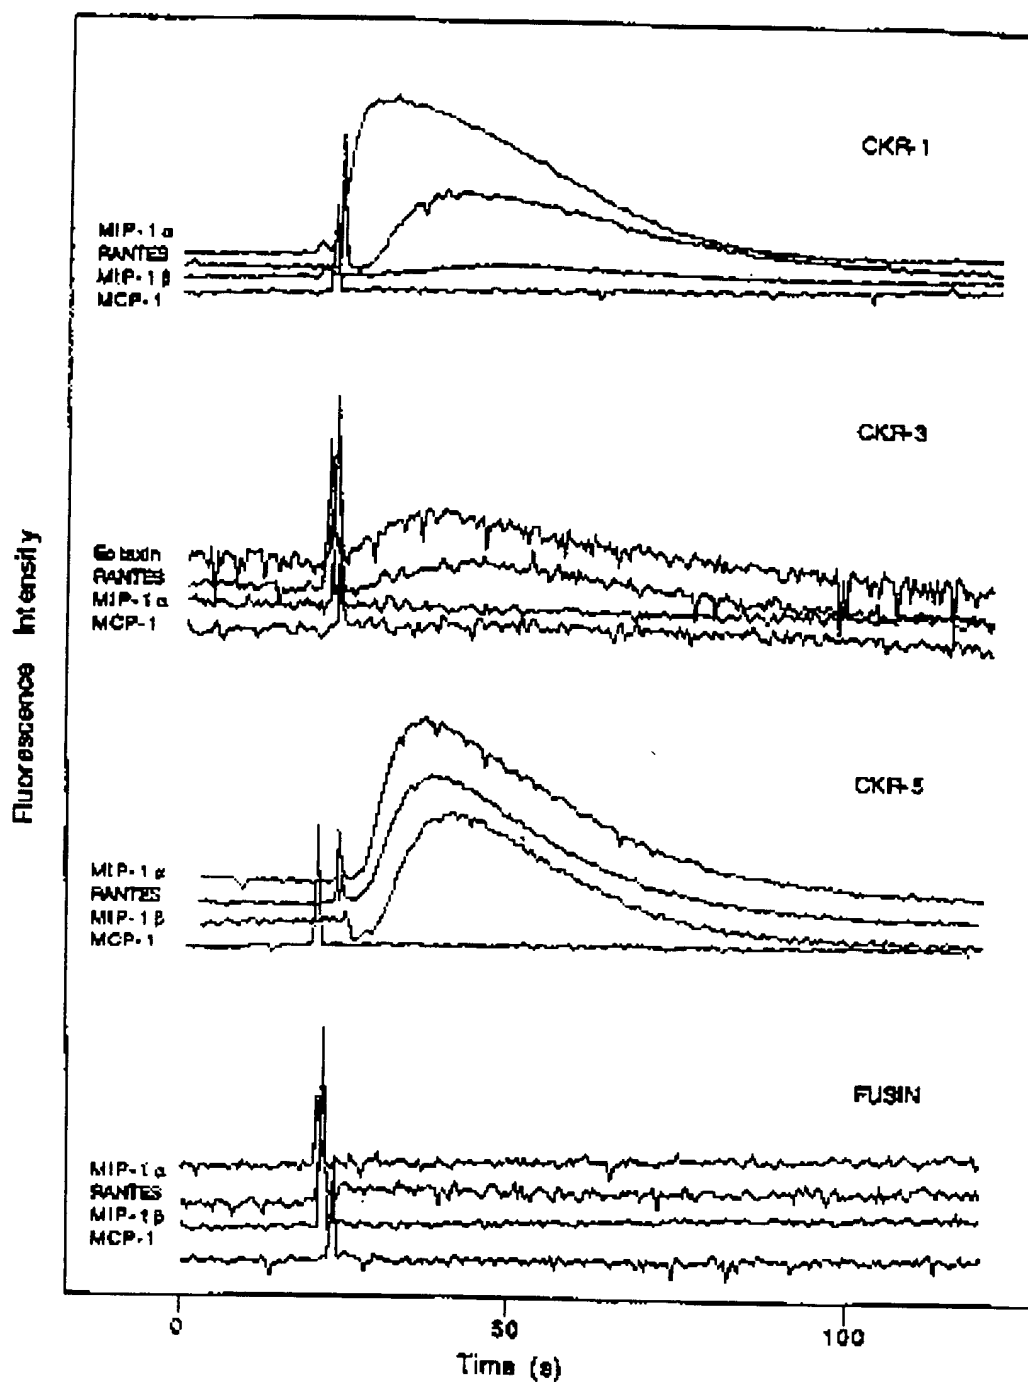 CKR-1
MIP-1α
RANTES
MIP-1β
MCP-1
CKR-3
Eotaxin
RANTES
MIP-1α
MCP-1
CKR-5
MIP-1α
RANTES
MIP-1β
MCP-1
FUSIN
MIP-1α
RANTES
MIP-1β
MCP-1
Fluorescence Intensity
0 50 100
Time (s)